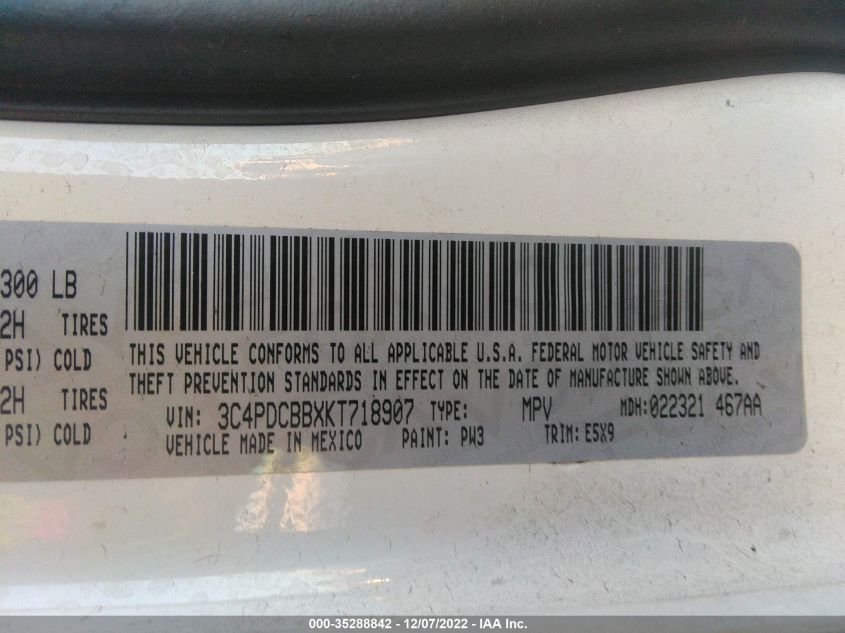 300 LB
2H TIRES
PSI) COLD
2H TIRES
PSI) COLD
THIS VEHICLE CONFORMS TO ALL APPLICABLE U.S.A. FEDERAL MOTOR VEHICLE SAFETY AND
THEFT PREVENTION STANDARDS IN EFFECT ON THE DATE OF MANUFACTURE SHOWN ABOVE.
VIN: 3C4PDCBBXKT718907 TYPE: MPV MDH:022321 467AA
VEHICLE MADE IN MEXICO PAINT: PW3 TRIM: E5X9
000-35288842 - 12/07/2022 - IAA Inc.